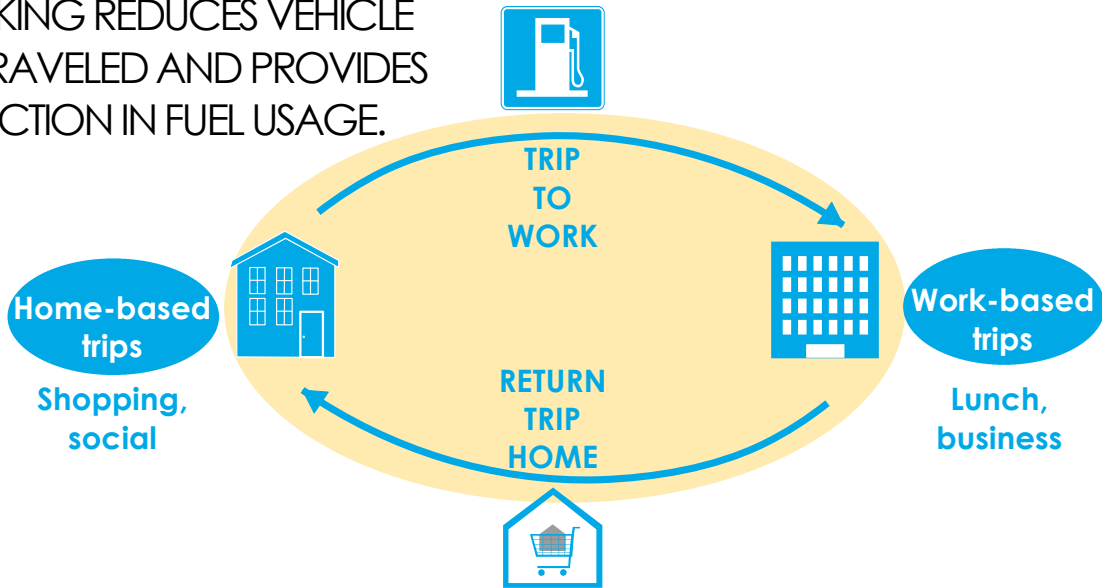 KING REDUCES VEHICLE
RAVELED AND PROVIDES
CTION IN FUEL USAGE.
TRIP
TO
WORK
Home-based
trips
Shopping,
social
Work-based
trips
Lunch,
business
RETURN
TRIP
HOME